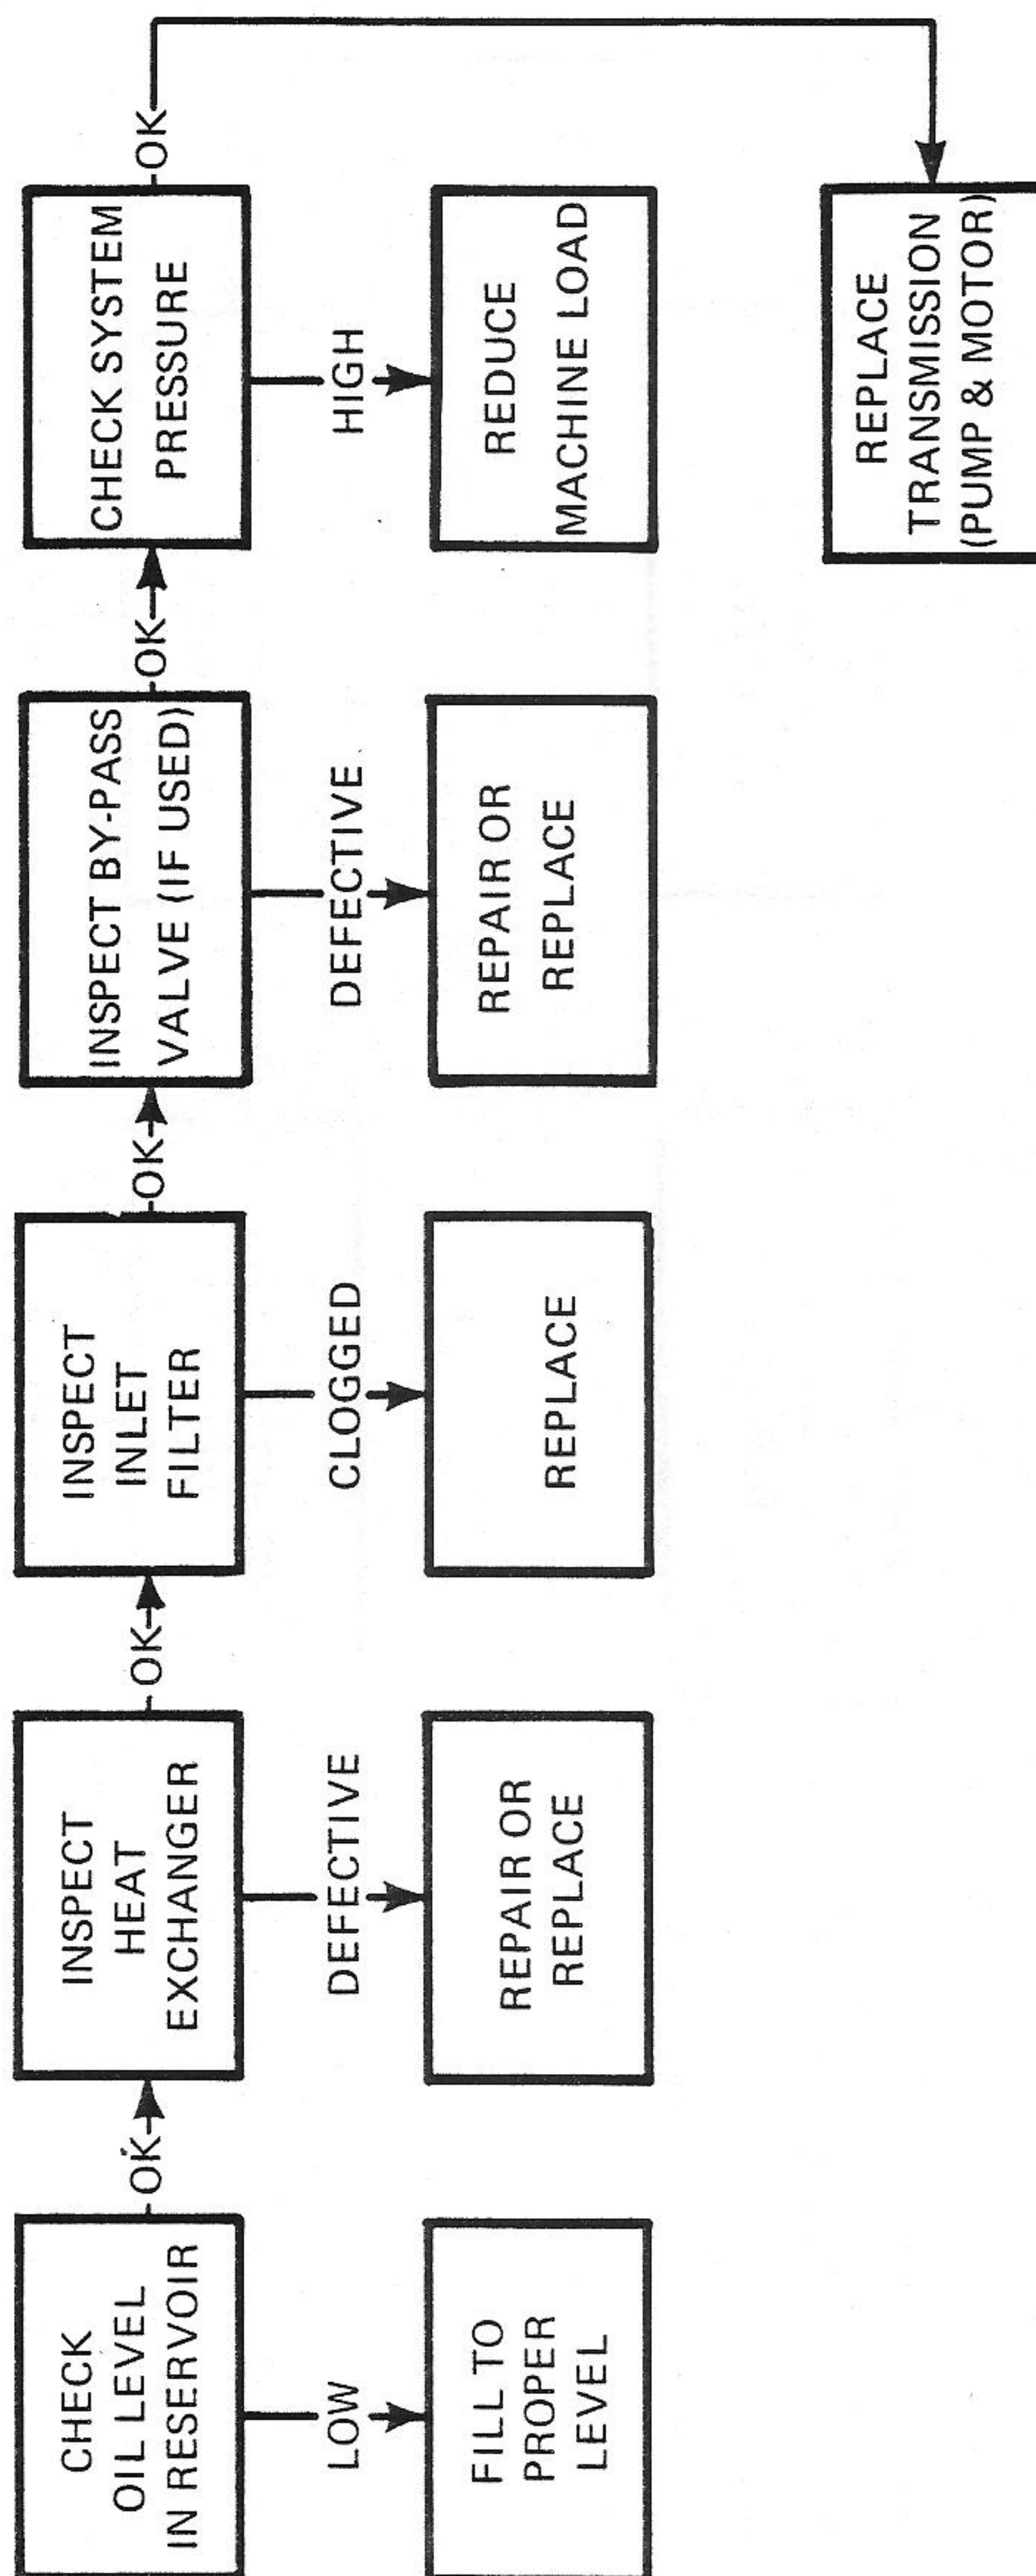 CHECK
OIL LEVEL
IN RESERVOIR
OK
INSPECT
HEAT
EXCHANGER
OK
INSPECT
INLET
FILTER
OK
INSPECT BY-PASS
VALVE (IF USED)
OK
CHECK SYSTEM
PRESSURE
OK
LOW
DEFECTIVE
CLOGGED
DEFECTIVE
HIGH
FILL TO
PROPER
LEVEL
REPAIR OR
REPLACE
REPLACE
REPAIR OR
REPLACE
REDUCE
MACHINE LOAD
REPLACE
TRANSMISSION
(PUMP & MOTOR)